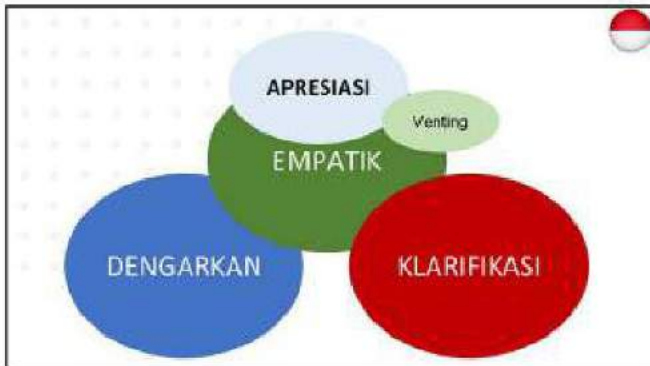 APRESIASI
Venting
EMPATIK
DENGARKAN
KLARIFIKASI